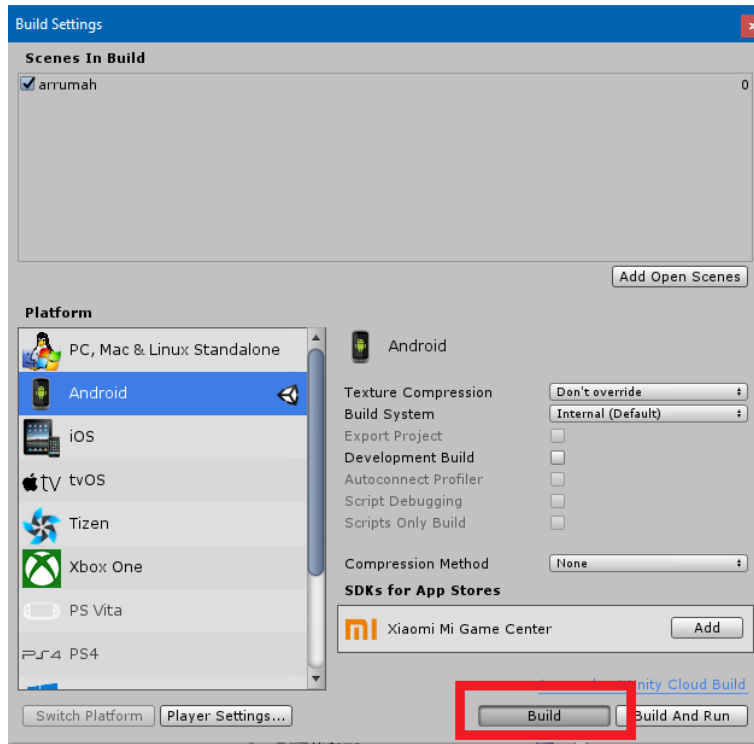 Build Settings
x
Scenes In Build
arrumah 0
Add Open Scenes
Platform
PC, Mac & Linux Standalone
Android
iOS
tv tvOS
Tizen
Xbox One
PS Vita
PS4
Android
Texture Compression Don't override
Build System Internal (Default)
Export Project
Development Build
Autoconnect Profiler
Script Debugging
Scripts Only Build
Compression Method None
SDKs for App Stores
Xiaomi Mi Game Center Add
Unity Cloud Build
Switch Platform Player Settings... Build Build And Run